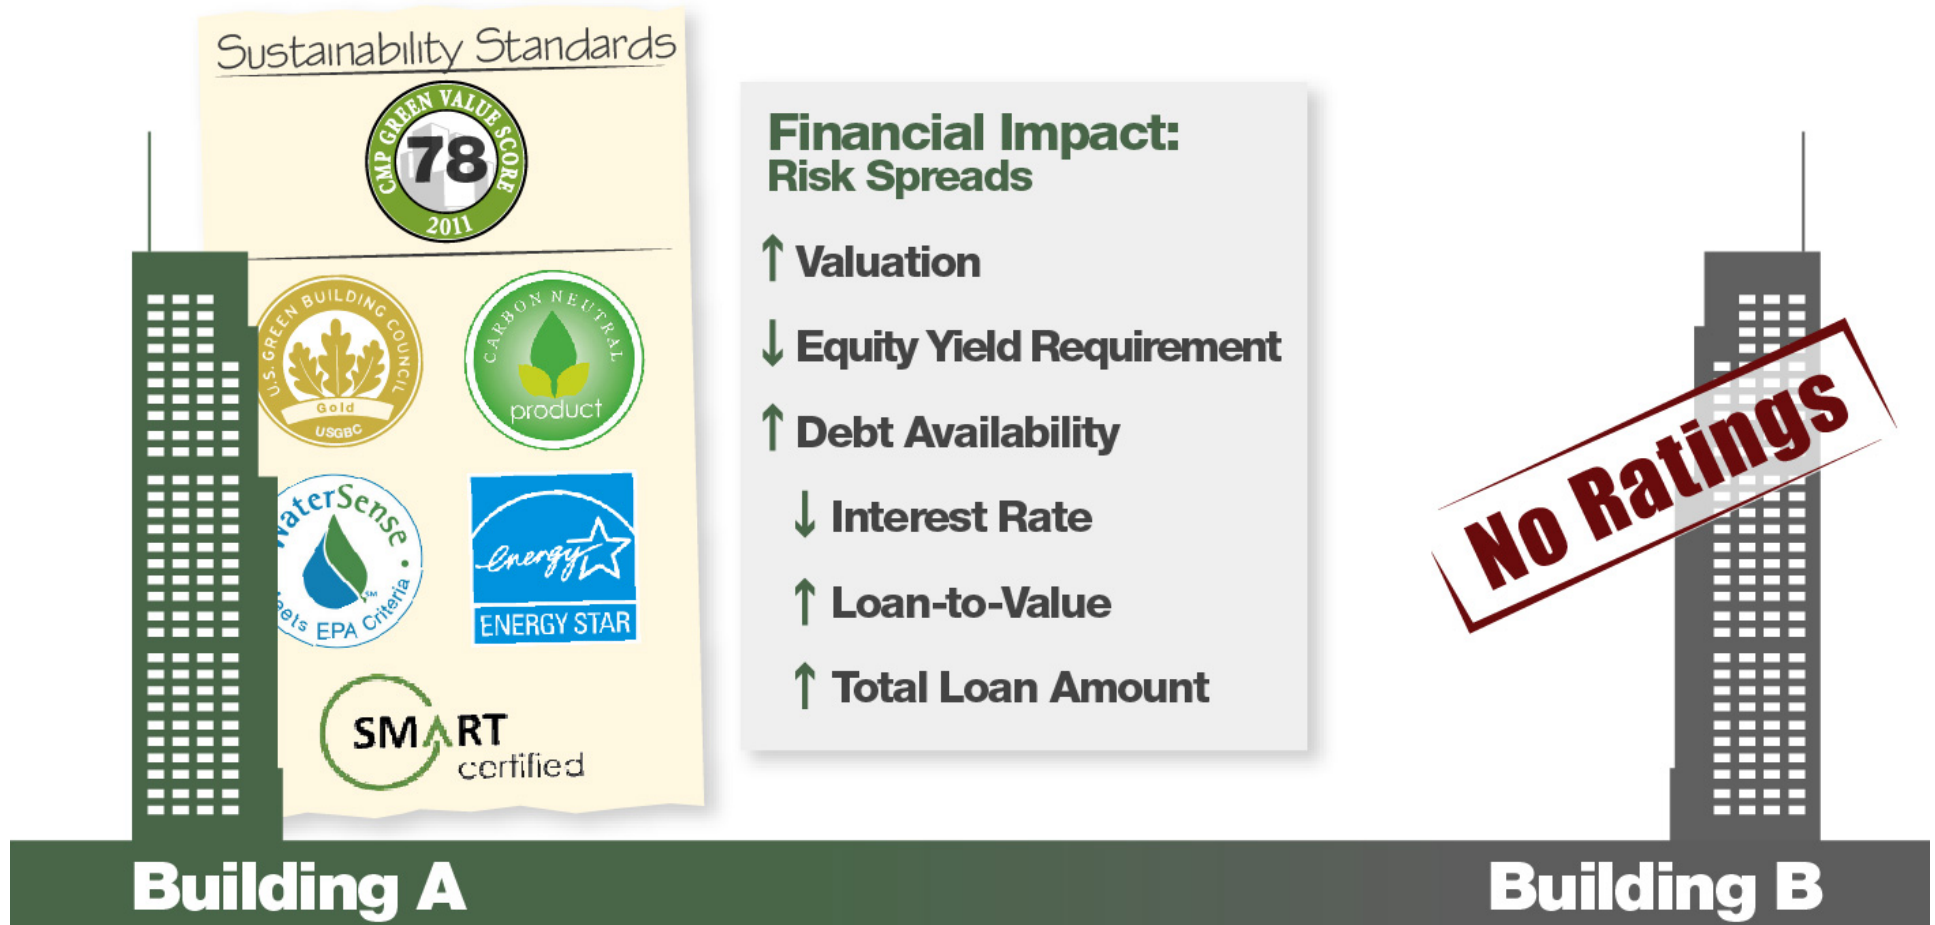 Sustainability Standards
CMP GREEN VALUE SCORE
78
2011
U.S. GREEN BUILDING COUNCIL
Gold
USGBC
CARBON NEUTRAL
product
WaterSense
SM
Meets EPA Criteria
energy
ENERGY STAR
SMART
certified
Financial Impact:
Risk Spreads
↑ Valuation
↓ Equity Yield Requirement
↑ Debt Availability
↓ Interest Rate
↑ Loan-to-Value
↑ Total Loan Amount
No Ratings
Building A
Building B